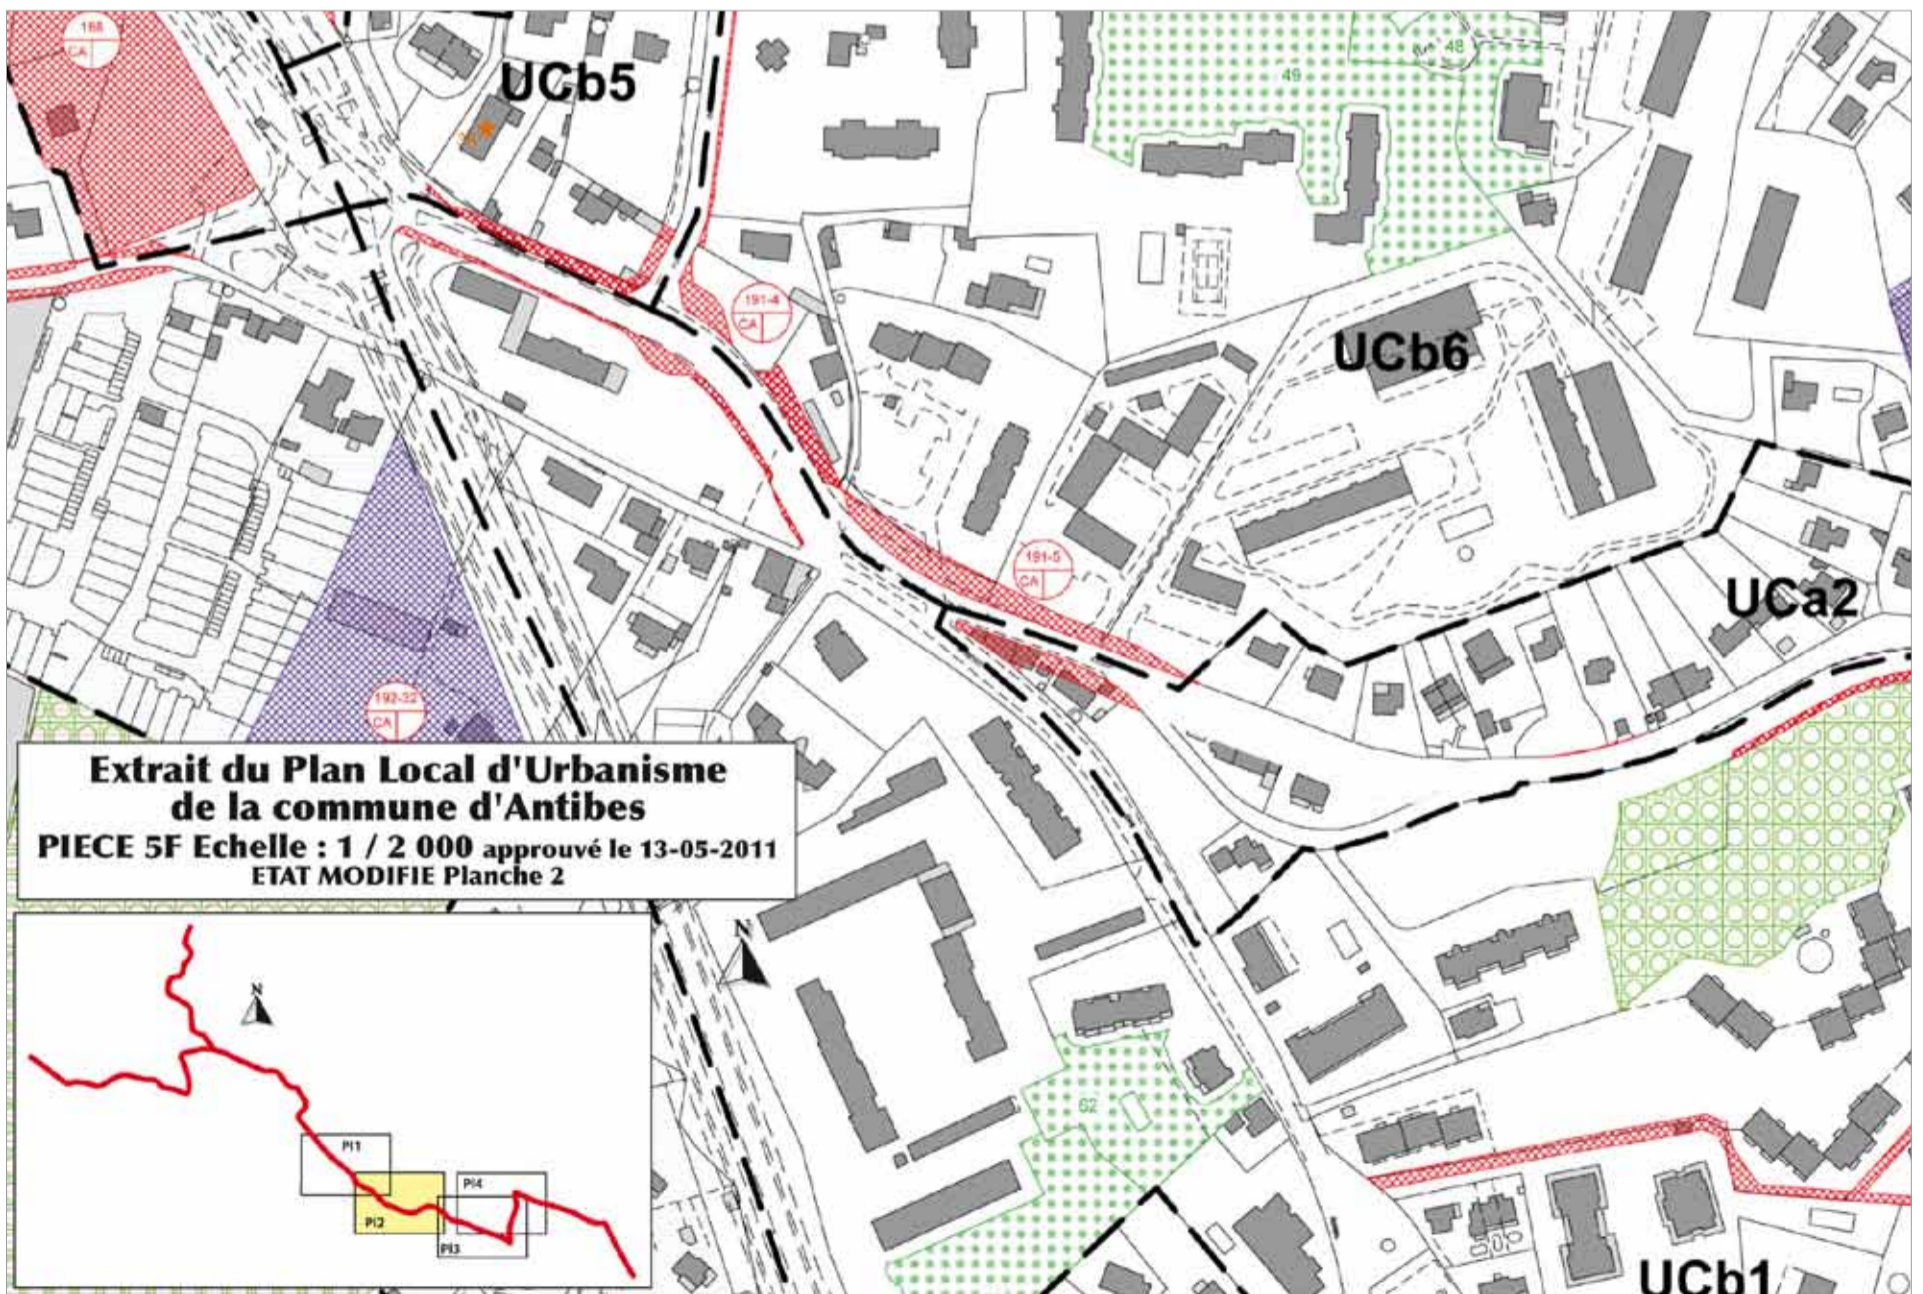 188
CA
UCb5
49
48
191-4
CA
UCb6
191-5
CA
UCa2
192-32
CA
Extrait du Plan Local d'Urbanisme
de la commune d'Antibes
PIECE 5F Echelle : 1 / 2 000 approuvé le 13-05-2011
ETAT MODIFIE Planche 2
N
N
Pl1
Pl4
Pl2
Pl3
62
UCb1